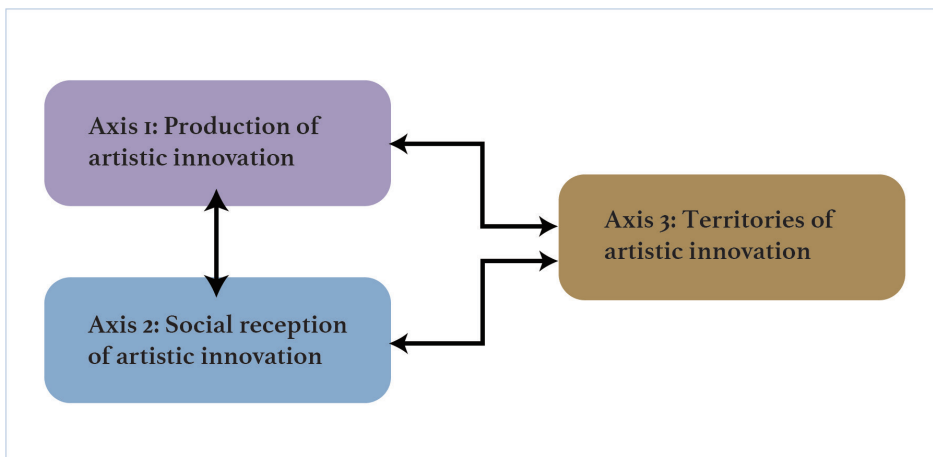 Axis 1: Production of
artistic innovation
Axis 2: Social reception
of artistic innovation
Axis 3: Territories of
artistic innovation